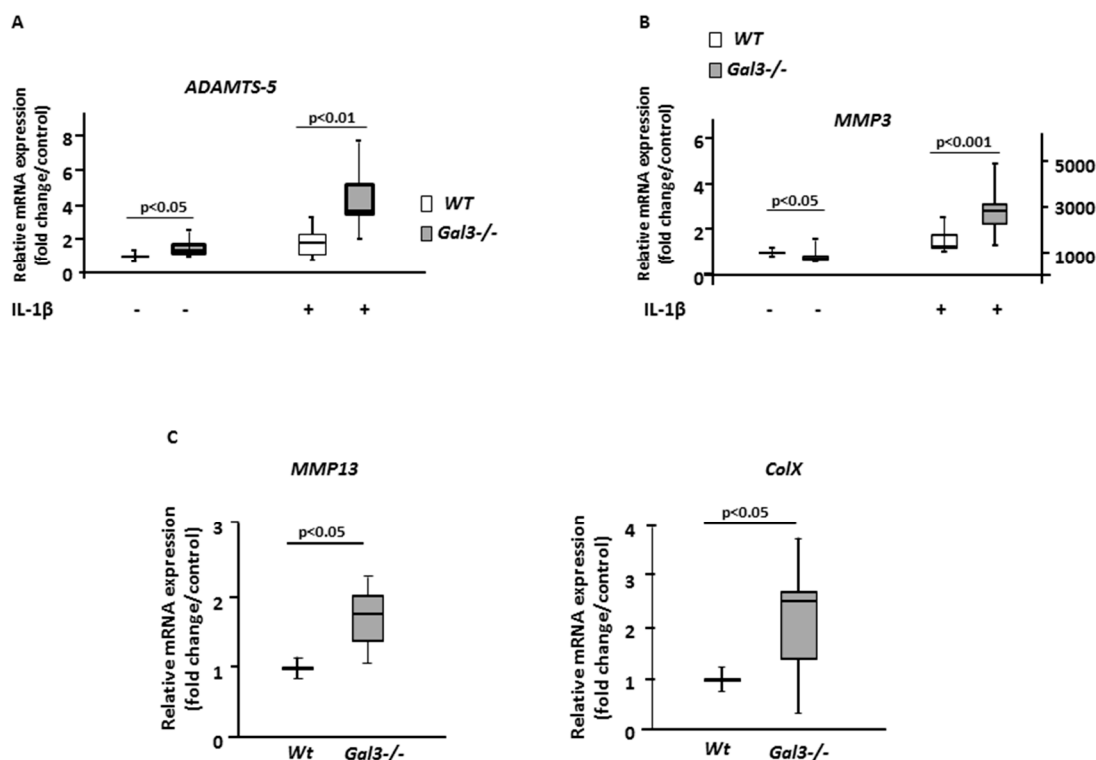 A
ADAMTS-5
Relative mRNA expression
(fold change/control)
8
6
4
2
0
p<0.05
p<0.01
WT
Gal3-/-
IL-1β
-
-
+
+
B
WT
Gal3-/-
MMP3
Relative mRNA expression
(fold change/control)
6
4
2
0
p<0.05
p<0.001
5000
3000
1000
IL-1β
-
-
+
+
C
MMP13
Relative mRNA expression
(fold change/control)
3
2
1
0
p<0.05
Wt
Gal3-/-
ColX
Relative mRNA expression
(fold change/control)
4
3
2
1
0
p<0.05
Wt
Gal3-/-